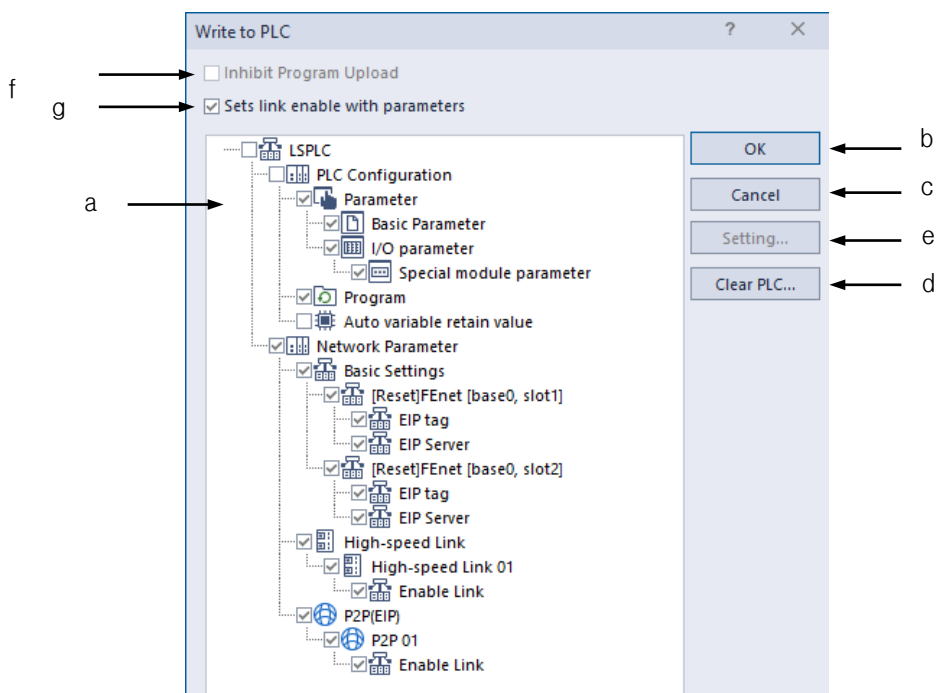 Write to PLC ? ×
f Inhibit Program Upload
g Sets link enable with parameters
LSPLC
OK b
PLC Configuration
a Parameter
Cancel c
Basic Parameter
I/O parameter
Setting... e
Special module parameter
Clear PLC... d
Program
Auto variable retain value
Network Parameter
Basic Settings
[Reset]FEnet [base0, slot1]
EIP tag
EIP Server
[Reset]FEnet [base0, slot2]
EIP tag
EIP Server
High-speed Link
High-speed Link 01
Enable Link
P2P(EIP)
P2P 01
Enable Link